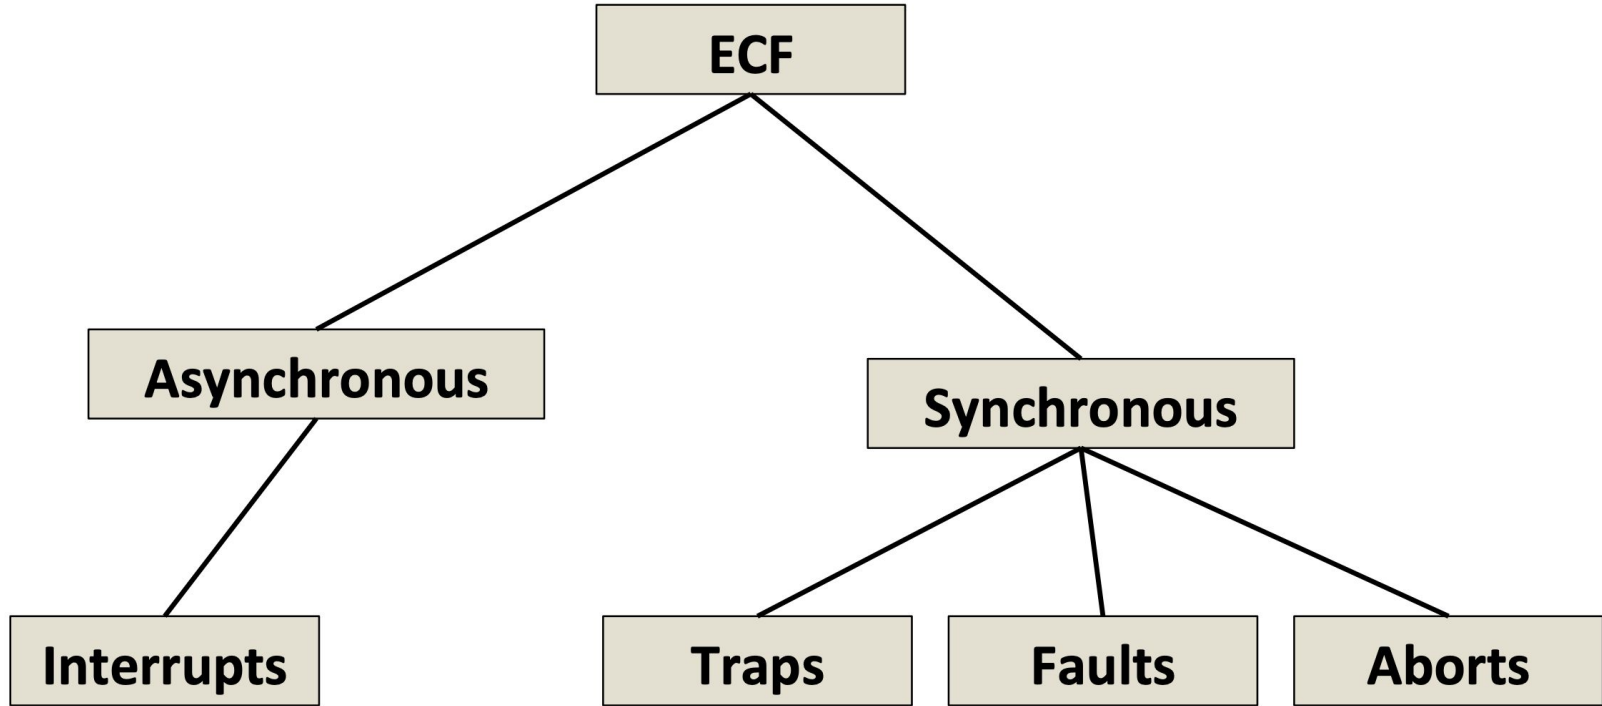 ECF
Asynchronous
Synchronous
Interrupts
Traps
Faults
Aborts